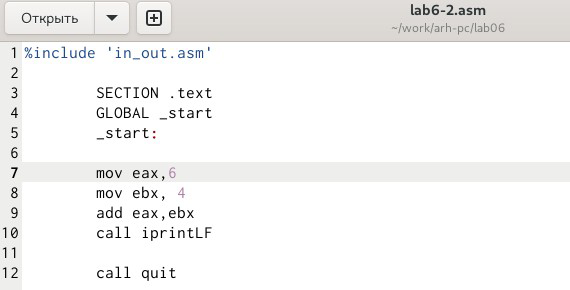 Открыть
lab6-2.asm
~/work/arh-pc/lab06
1 %include 'in_out.asm'
2
3 SECTION .text
4 GLOBAL _start
5 _start:
6
7 mov eax,6
8 mov ebx, 4
9 add eax,ebx
10 call iprintLF
11
12 call quit